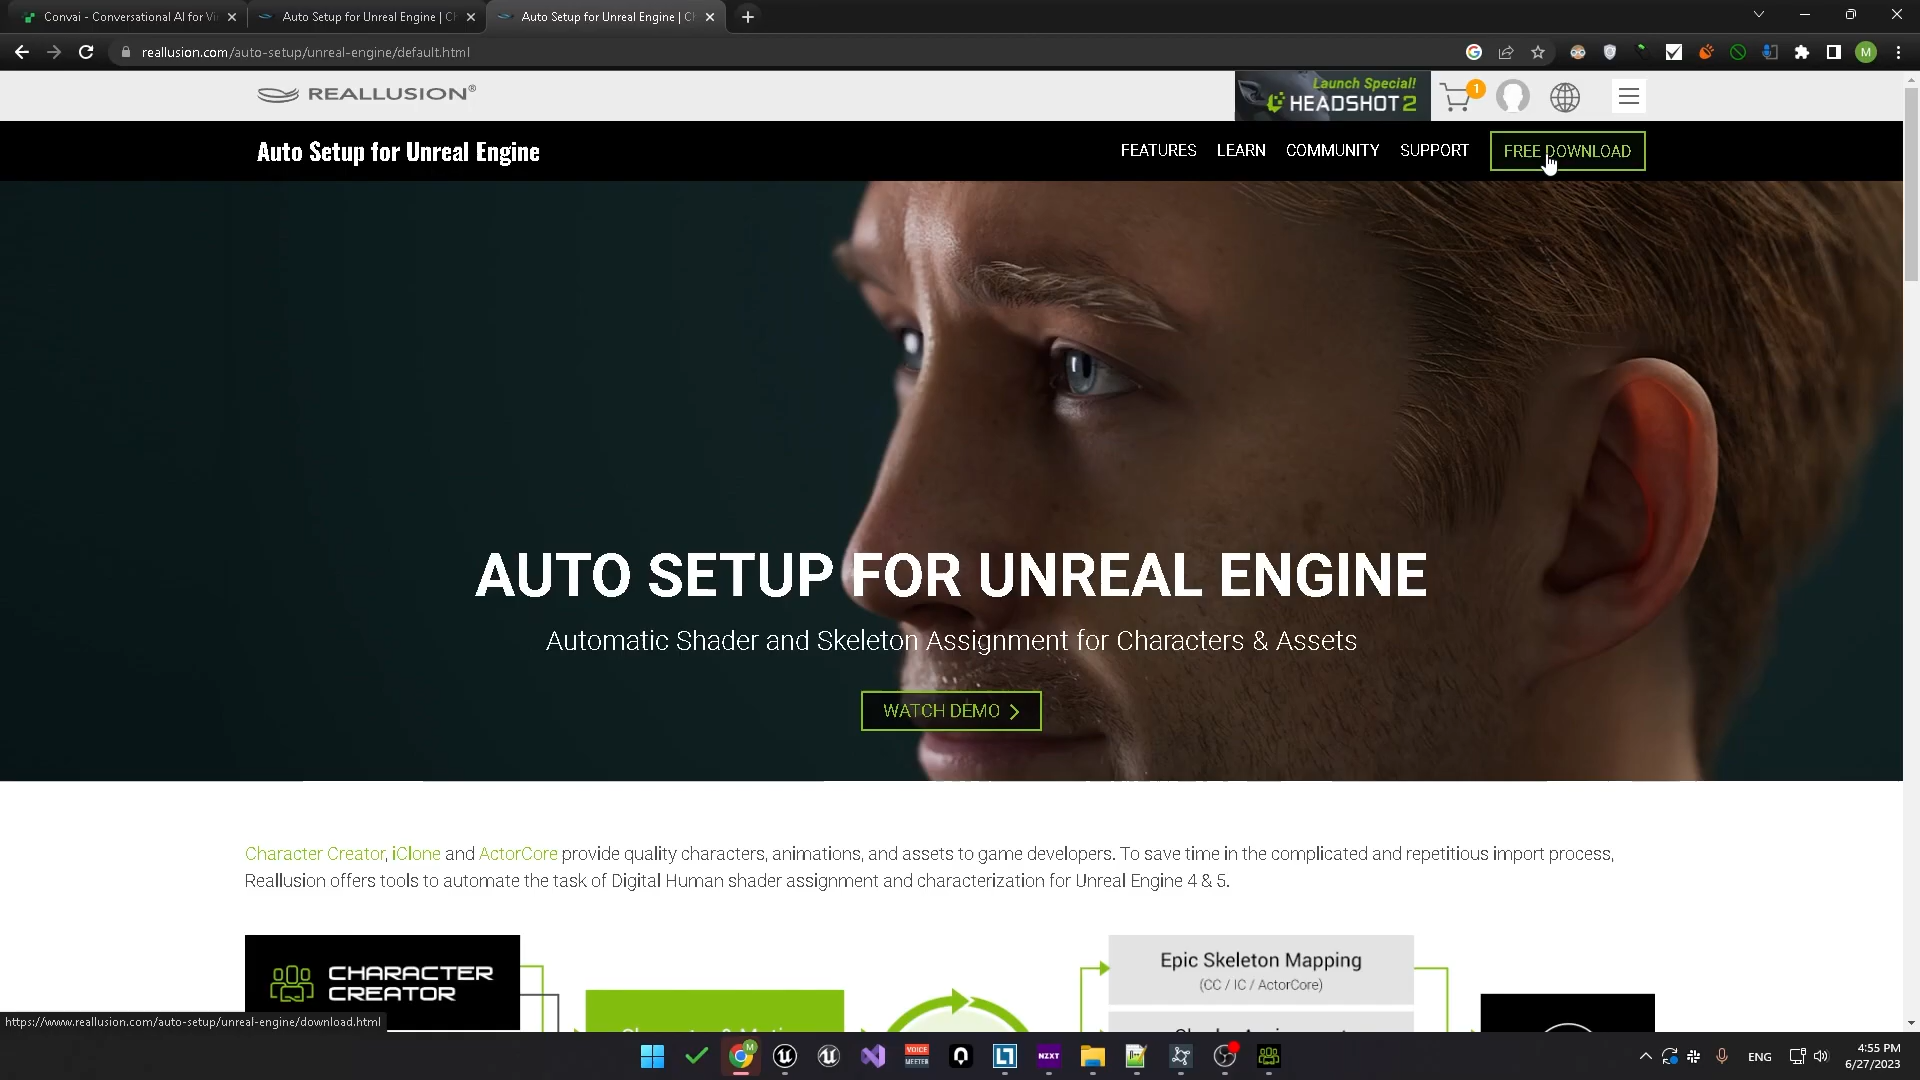 Convai - Conversational AI for Vi
Auto Setup for Unreal Engine | C
Auto Setup for Unreal Engine | C
reallusion.com/auto-setup/unreal-engine/default.html
M
REALLUSION®
Launch Special!
HEADSHOT 2
1
Auto Setup for Unreal Engine
FEATURES LEARN COMMUNITY SUPPORT FREE DOWNLOAD
AUTO SETUP FOR UNREAL ENGINE
Automatic Shader and Skeleton Assignment for Characters & Assets
WATCH DEMO
Character Creator, iClone and ActorCore provide quality characters, animations, and assets to game developers. To save time in the complicated and repetitious import process,
Reallusion offers tools to automate the task of Digital Human shader assignment and characterization for Unreal Engine 4 & 5.
CHARACTER
CREATOR
Epic Skeleton Mapping
(CC / IC / ActorCore)
https://www.reallusion.com/auto-setup/unreal-engine/download.html
M
VOICE
MEETER
NZXT
ENG
4:55 PM
6/27/2023